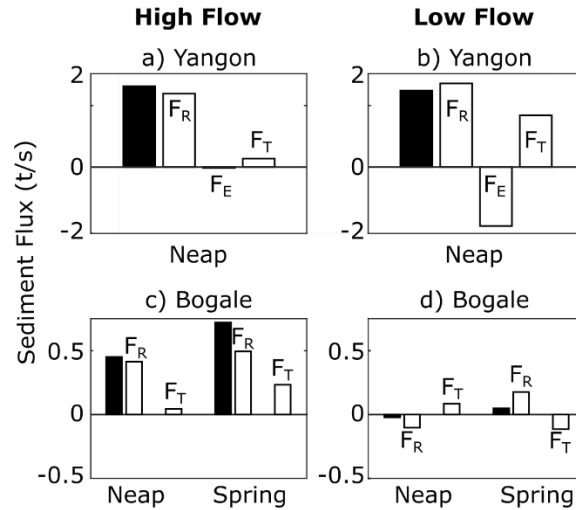 High Flow
Low Flow
a) Yangon
b) Yangon
Sediment Flux (t/s)
2
0
-2
F_R
F_E
F_T
Neap
2
0
-2
F_R
F_E
F_T
Neap
c) Bogale
d) Bogale
0.5
0
-0.5
F_R
F_T
F_R
F_T
Neap
Spring
0.5
0
-0.5
F_R
F_T
F_R
F_T
Neap
Spring